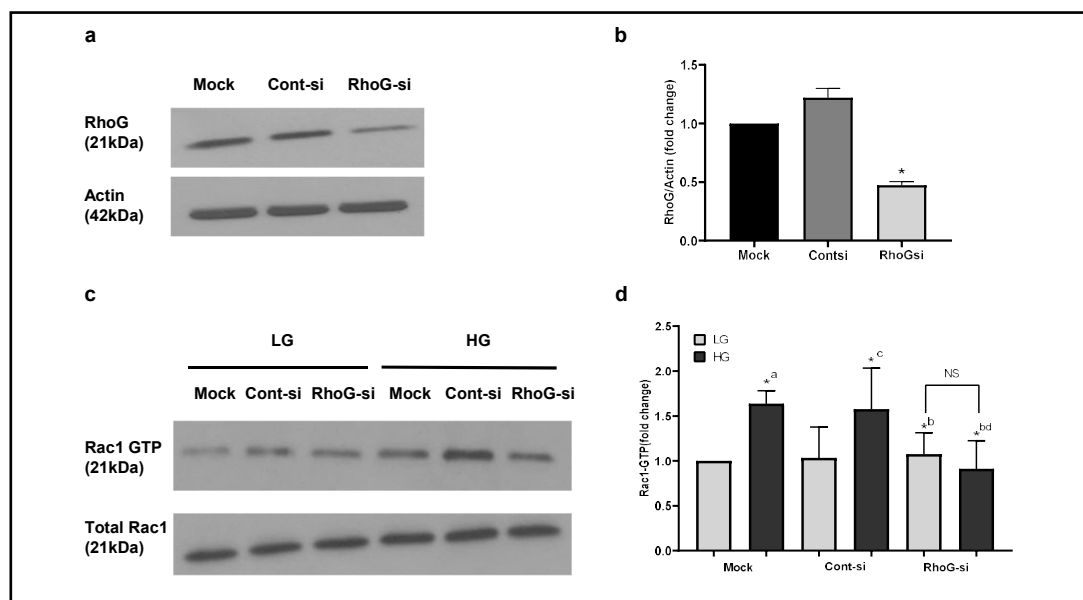 a
Mock Cont-si RhoG-si
RhoG
(21kDa)
Actin
(42kDa)
b
RhoG/Actin (fold change)
1.5
1.0
0.5
0.0
*
Mock Contsi RhoGsi
c
LG HG
Mock Cont-si RhoG-si Mock Cont-si RhoG-si
Rac1 GTP
(21kDa)
Total Rac1
(21kDa)
d
Rac1-GTP(fold change)
2.5
2.0
1.5
1.0
0.5
0.0
LG
HG
*a
*c
NS
*b
*bd
Mock Cont-si RhoG-si